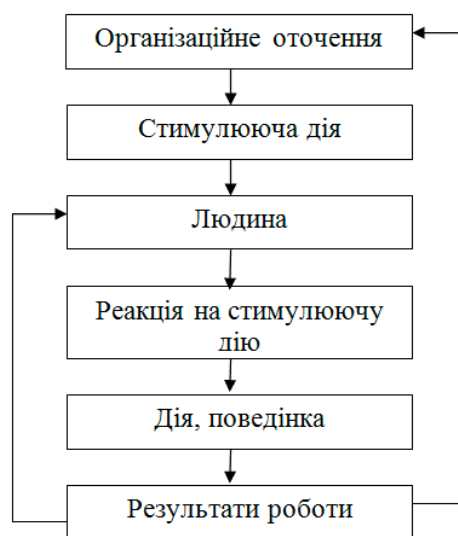 Організаційне оточення
Стимулююча дія
Людина
Реакція на стимулюючу
дію
Дія, поведінка
Результати роботи